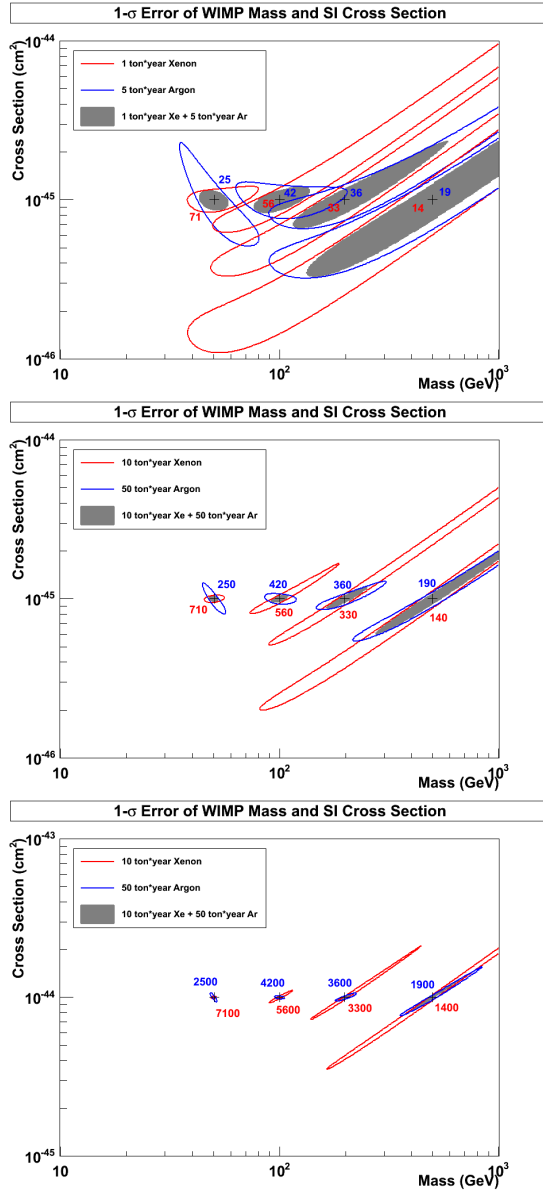 1-σ Error of WIMP Mass and SI Cross Section
Cross Section (cm²)
10⁻⁴⁴
1 ton*year Xenon
5 ton*year Argon
1 ton*year Xe + 5 ton*year Ar
25
42
36
19
10⁻⁴⁵
71
56
33
14
10⁻⁴⁶
10
10²
10³
Mass (GeV)
1-σ Error of WIMP Mass and SI Cross Section
Cross Section (cm²)
10⁻⁴⁴
10 ton*year Xenon
50 ton*year Argon
10 ton*year Xe + 50 ton*year Ar
250
420
360
190
10⁻⁴⁵
710
560
330
140
10⁻⁴⁶
10
10²
10³
Mass (GeV)
1-σ Error of WIMP Mass and SI Cross Section
Cross Section (cm²)
10⁻⁴³
10 ton*year Xenon
50 ton*year Argon
10 ton*year Xe + 50 ton*year Ar
2500
4200
3600
1900
10⁻⁴⁴
7100
5600
3300
1400
10⁻⁴⁵
10
10²
10³
Mass (GeV)